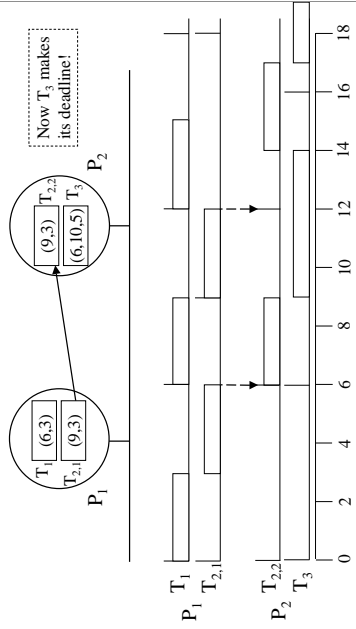 T1
(6,3)
T2,1
(9,3)
P1
(9,3)
T2,2
(6,10,5)
T3
P2
Now T3 makes
its deadline!
T1
P1
T2,1
T2,2
P2
T3
0 2 4 6 8 10 12 14 16 18